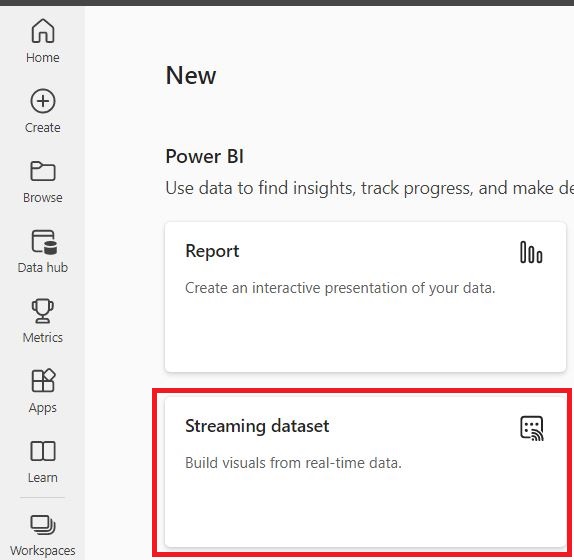 Home
Create
Browse
Data hub
Metrics
Apps
Learn
Workspaces
New
Power BI
Use data to find insights, track progress, and make de
Report
Create an interactive presentation of your data.
Streaming dataset
Build visuals from real-time data.